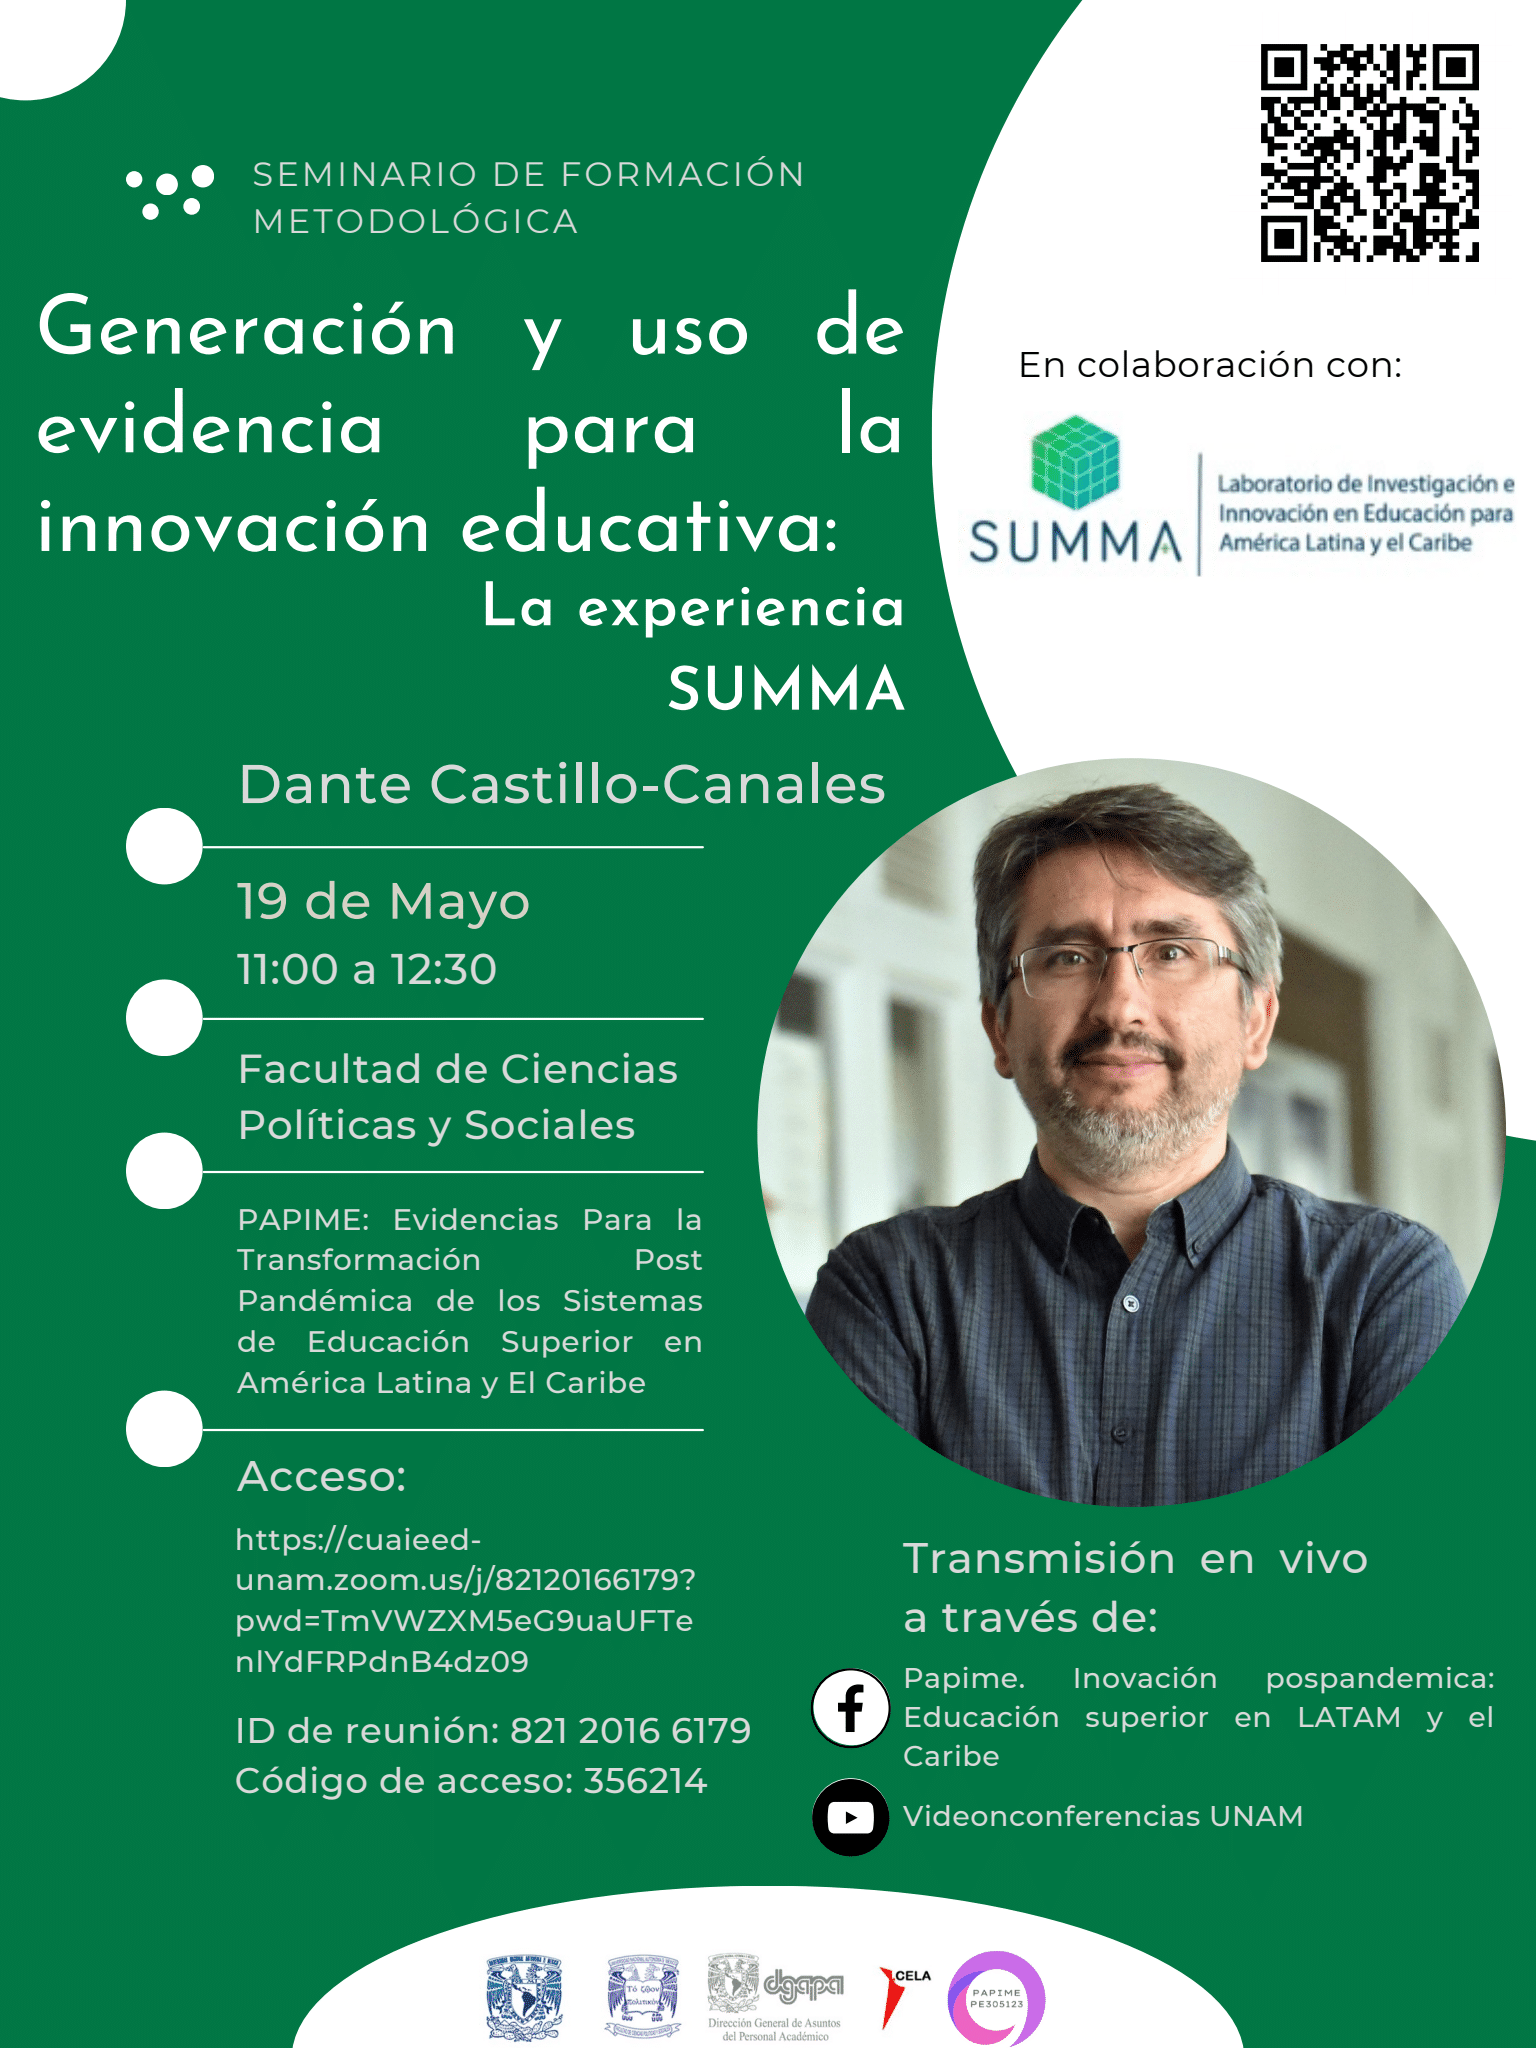 SEMINARIO DE FORMACIÓN
METODOLÓGICA
Generación y uso de
evidencia para la
innovación educativa:
La experiencia
SUMMA
En colaboración con:
SUMMA
Laboratorio de Investigación e
Innovación en Educación para
América Latina y el Caribe
Dante Castillo-Canales
19 de Mayo
11:00 a 12:30
Facultad de Ciencias
Políticas y Sociales
PAPIME: Evidencias Para la
Transformación Post
Pandémica de los Sistemas
de Educación Superior en
América Latina y El Caribe
Acceso:
https://cuaieed-
unam.zoom.us/j/82120166179?
pwd=TmVWZXM5eG9uaUFTe
nlYdFRPdnB4dz09
ID de reunión: 821 2016 6179
Código de acceso: 356214
Transmisión en vivo
a través de:
Papime. Inovación pospandemica:
Educación superior en LATAM y el
Caribe
Videonconferencias UNAM
Τὸ ζῷον
πολιτικόν
dgapa
Dirección General de Asuntos
del Personal Académico
CELA
PAPIME
PE305123